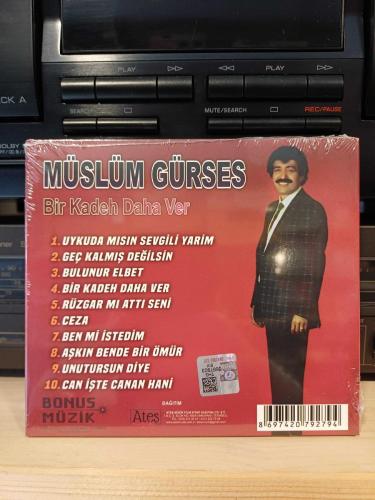 PLAY
PLAY
CK A
SEARCH
MUTE/SEARCH
REC/PAUSE
DOLBY
MÜSLÜM GÜRSES
Bir Kadeh Daha Ver
1. UYKUDA MISIN SEVGİLİ YARİM
2. GEÇ KALMIŞ DEĞİLSİN
3. BULUNUR ELBET
4. BİR KADEH DAHA VER
5. RÜZGAR MI ATTI SENİ
6. CEZA
7. BEN Mİ İSTEDİM
8. AŞKIN BENDE BİR ÖMÜR
9. UNUTURSUN DİYE
10. CAN İŞTE CANAN HANİ
BONUS
MÜZİK
DAĞITIM
Ateş
8 697420 792794